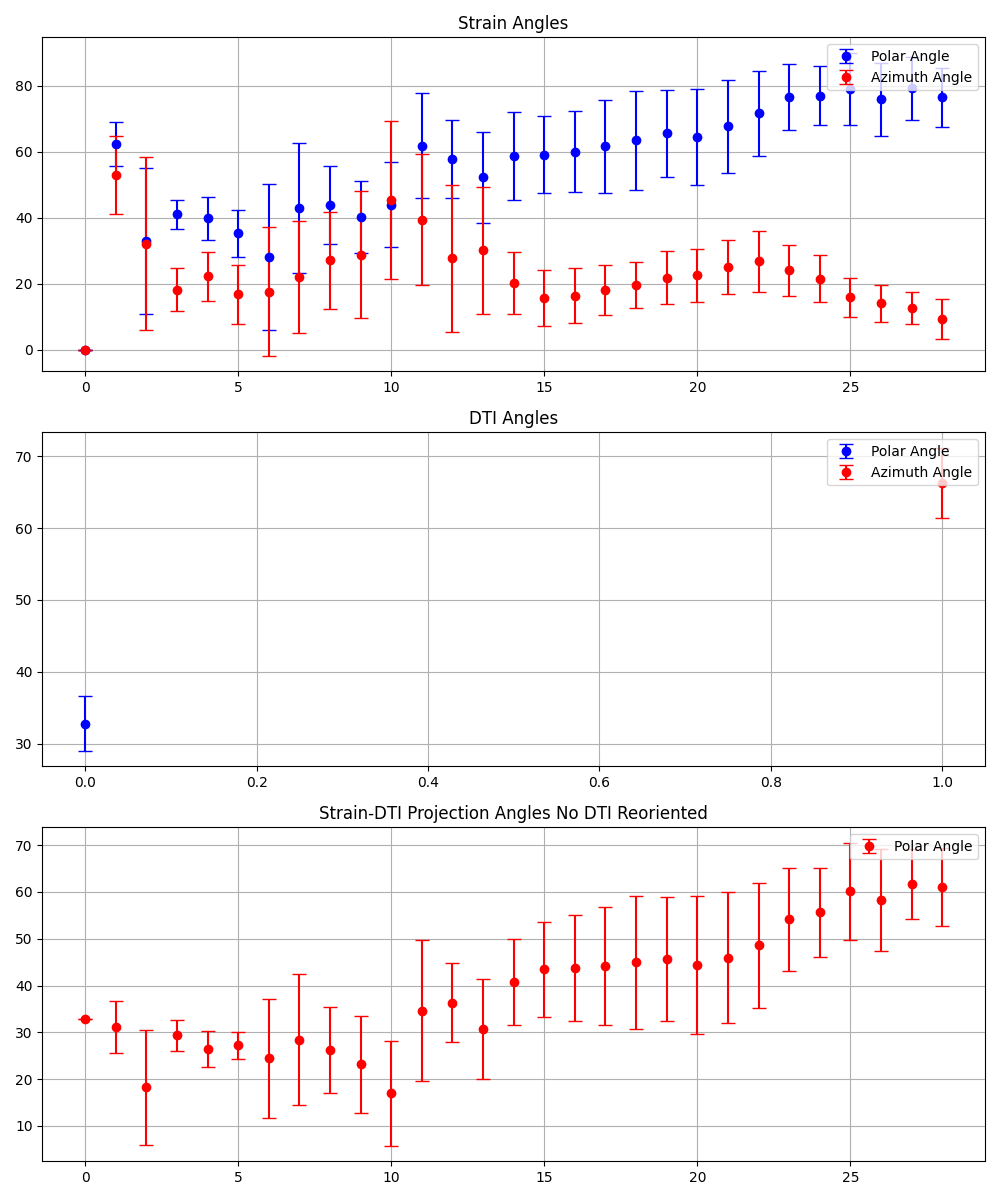 Strain Angles
Polar Angle
Azimuth Angle
80
60
40
20
0
0 5 10 15 20 25
DTI Angles
Polar Angle
Azimuth Angle
70
60
50
40
30
0.0 0.2 0.4 0.6 0.8 1.0
Strain-DTI Projection Angles No DTI Reoriented
Polar Angle
70
60
50
40
30
20
10
0 5 10 15 20 25